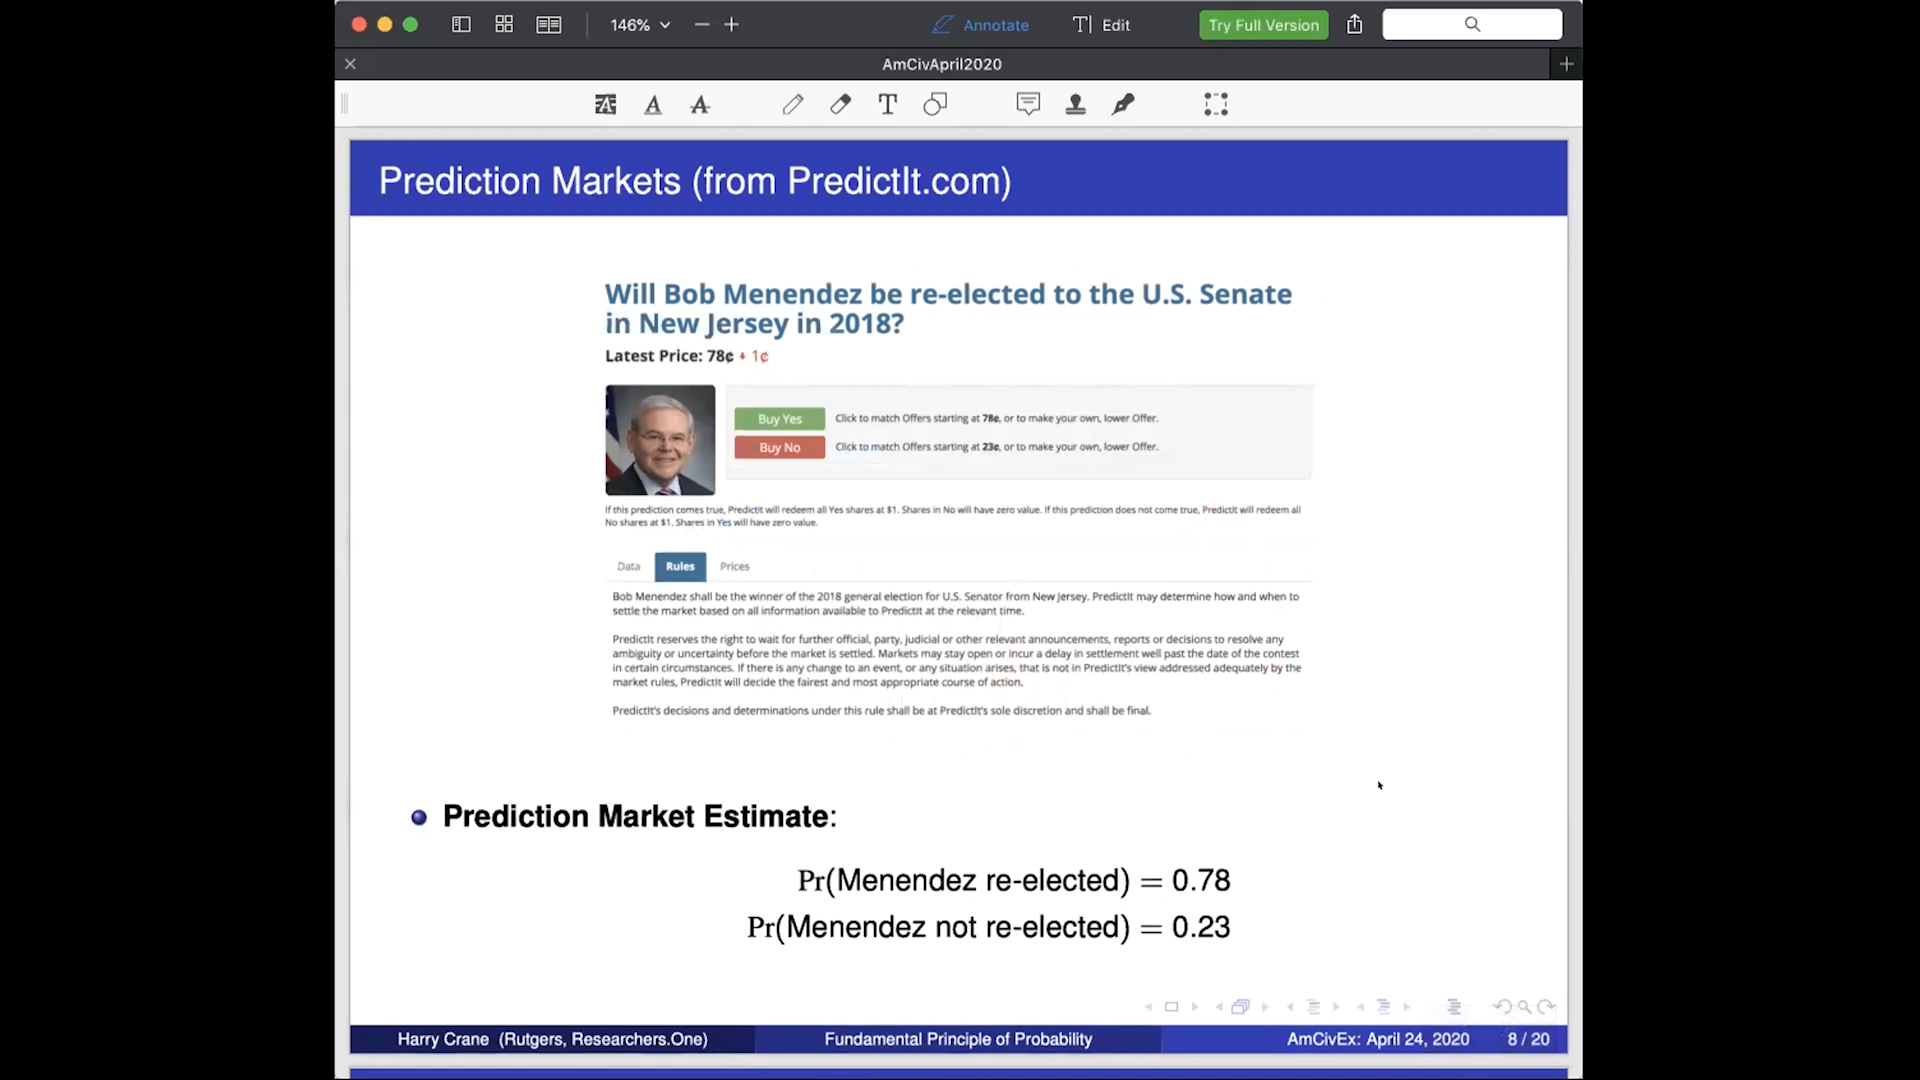 146%
Annotate
Edit
Try Full Version
AmCivApril2020
Prediction Markets (from PredictIt.com)
Will Bob Menendez be re-elected to the U.S. Senate
in New Jersey in 2018?
Latest Price: 78¢ 1¢
Buy Yes Click to match Offers starting at 78¢, or to make your own, lower Offer.
Buy No Click to match Offers starting at 23¢, or to make your own, lower Offer.
If this prediction comes true, PredictIt will redeem all Yes shares at $1. Shares in No will have zero value. If this prediction does not come true, PredictIt will redeem all
No shares at $1. Shares in Yes will have zero value.
Data Rules Prices
Bob Menendez shall be the winner of the 2018 general election for U.S. Senator from New Jersey. PredictIt may determine how and when to
settle the market based on all information available to PredictIt at the relevant time.
PredictIt reserves the right to wait for further official, party, judicial or other relevant announcements, reports or decisions to resolve any
ambiguity or uncertainty before the market is settled. Markets may stay open or incur a delay in settlement well past the date of the contest
in certain circumstances. If there is any change to an event, or any situation arises, that is not in PredictIt's view addressed adequately by the
market rules, PredictIt will decide the fairest and most appropriate course of action.
PredictIt's decisions and determinations under this rule shall be at PredictIt's sole discretion and shall be final.
Prediction Market Estimate:
Pr(Menendez re-elected) = 0.78
Pr(Menendez not re-elected) = 0.23
Harry Crane (Rutgers, Researchers.One) Fundamental Principle of Probability AmCivEx: April 24, 2020 8 / 20